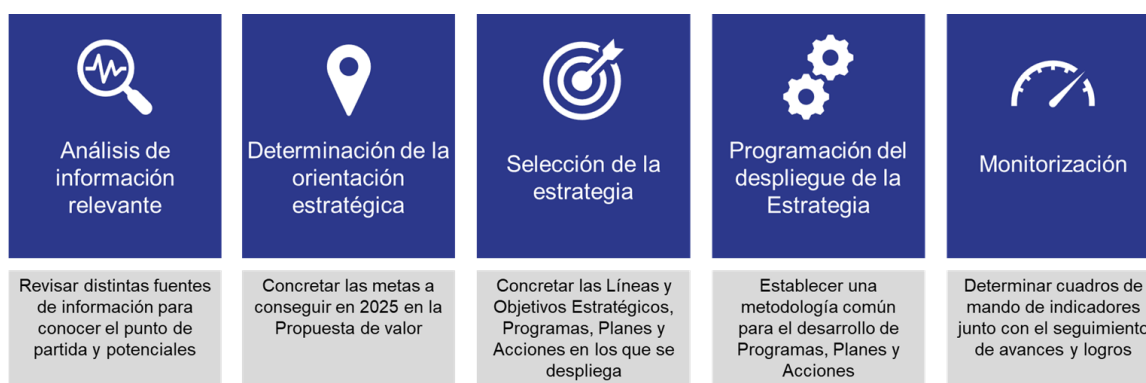 Análisis de
información
relevante
Revisar distintas fuentes
de información para
conocer el punto de
partida y potenciales
Determinación de la
orientación
estratégica
Concretar las metas a
conseguir en 2025 en la
Propuesta de valor
Selección de la
estrategia
Concretar las Líneas y
Objetivos Estratégicos,
Programas, Planes y
Acciones en los que se
despliega
Programación del
despliegue de la
Estrategia
Establecer una
metodología común
para el desarrollo de
Programas, Planes y
Acciones
Monitorización
Determinar cuadros de
mando de indicadores
junto con el seguimiento
de avances y logros